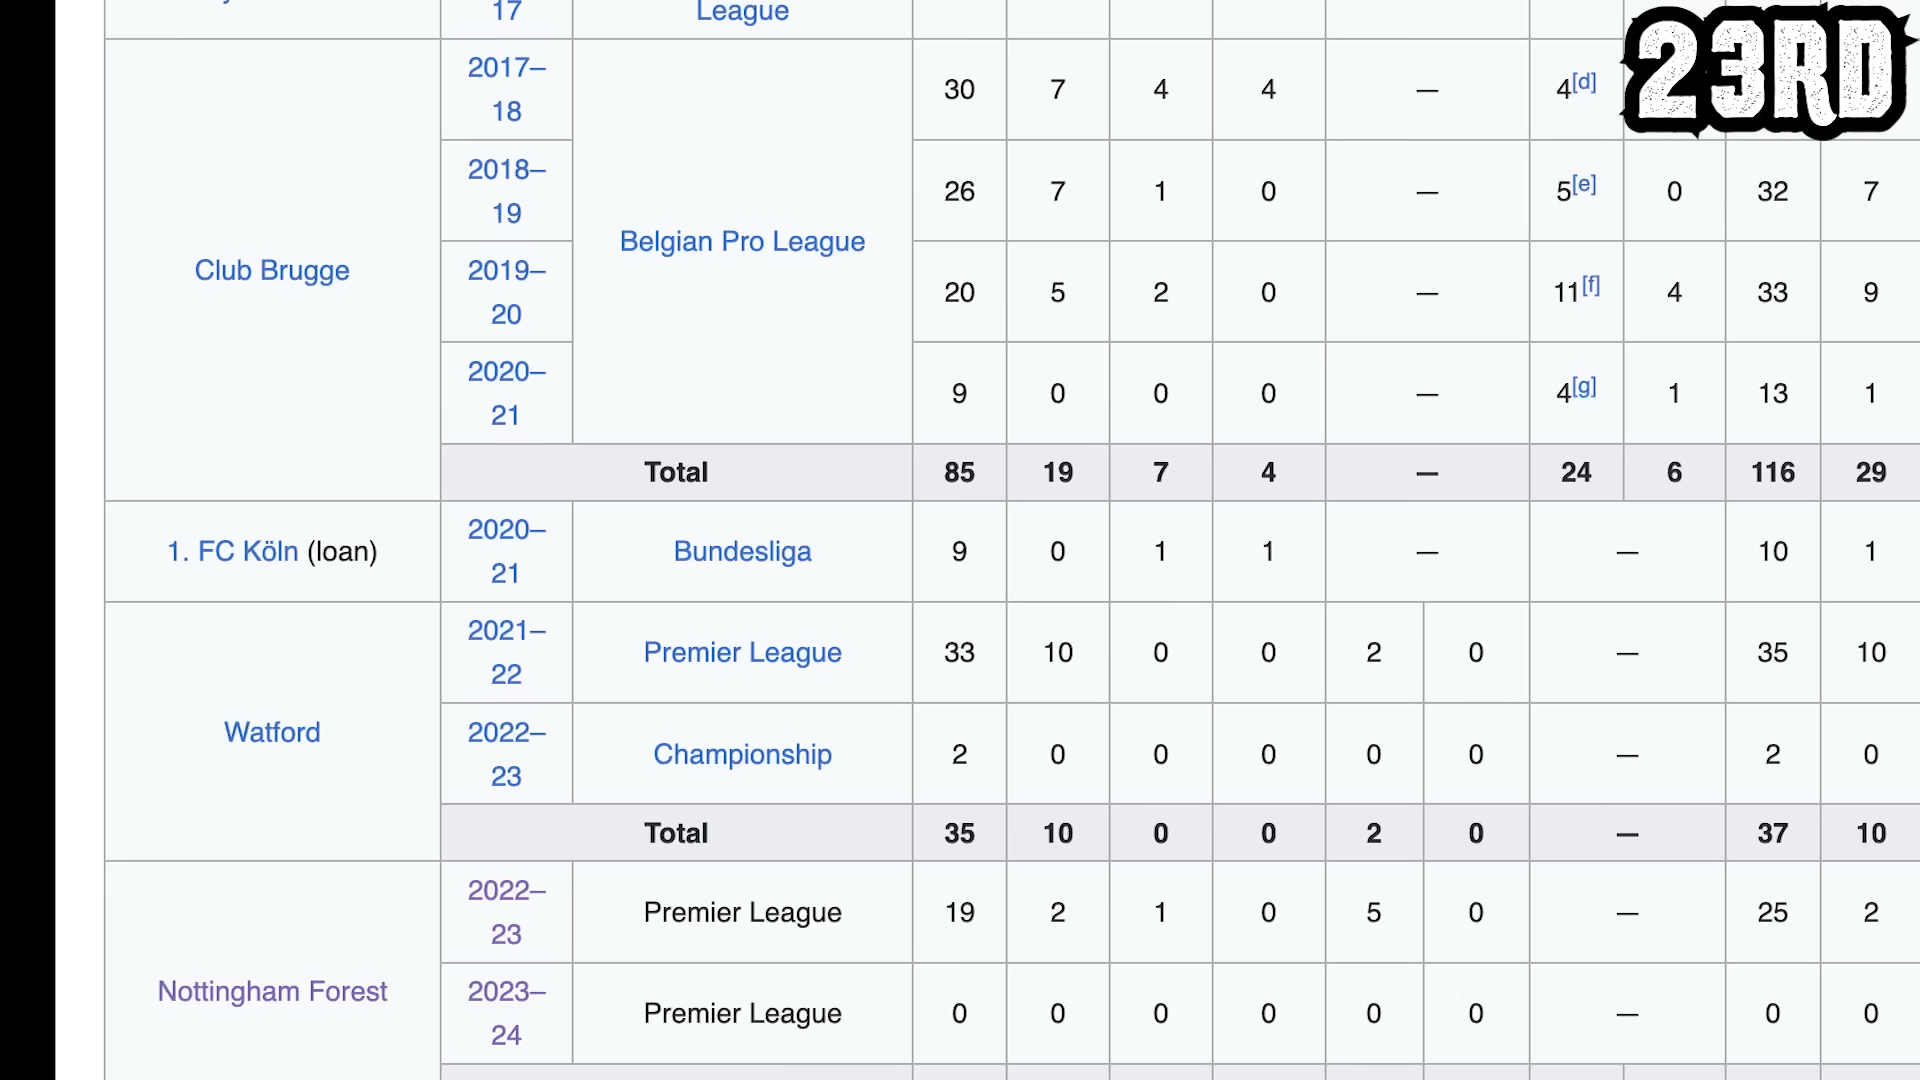 17 League
23RD
2017–
18
30 7 4 4 — 4[d]
2018–
19
26 7 1 0 — 5[e] 0 32 7
Club Brugge
Belgian Pro League
2019–
20
20 5 2 0 — 11[f] 4 33 9
2020–
21
9 0 0 0 — 4[g] 1 13 1
Total 85 19 7 4 — 24 6 116 29
1. FC Köln (loan)
2020–
21
Bundesliga 9 0 1 1 — — 10 1
Watford
2021–
22
Premier League 33 10 0 0 2 0 — 35 10
2022–
23
Championship 2 0 0 0 0 0 — 2 0
Total 35 10 0 0 2 0 — 37 10
Nottingham Forest
2022–
23
Premier League 19 2 1 0 5 0 — 25 2
2023–
24
Premier League 0 0 0 0 0 0 — 0 0